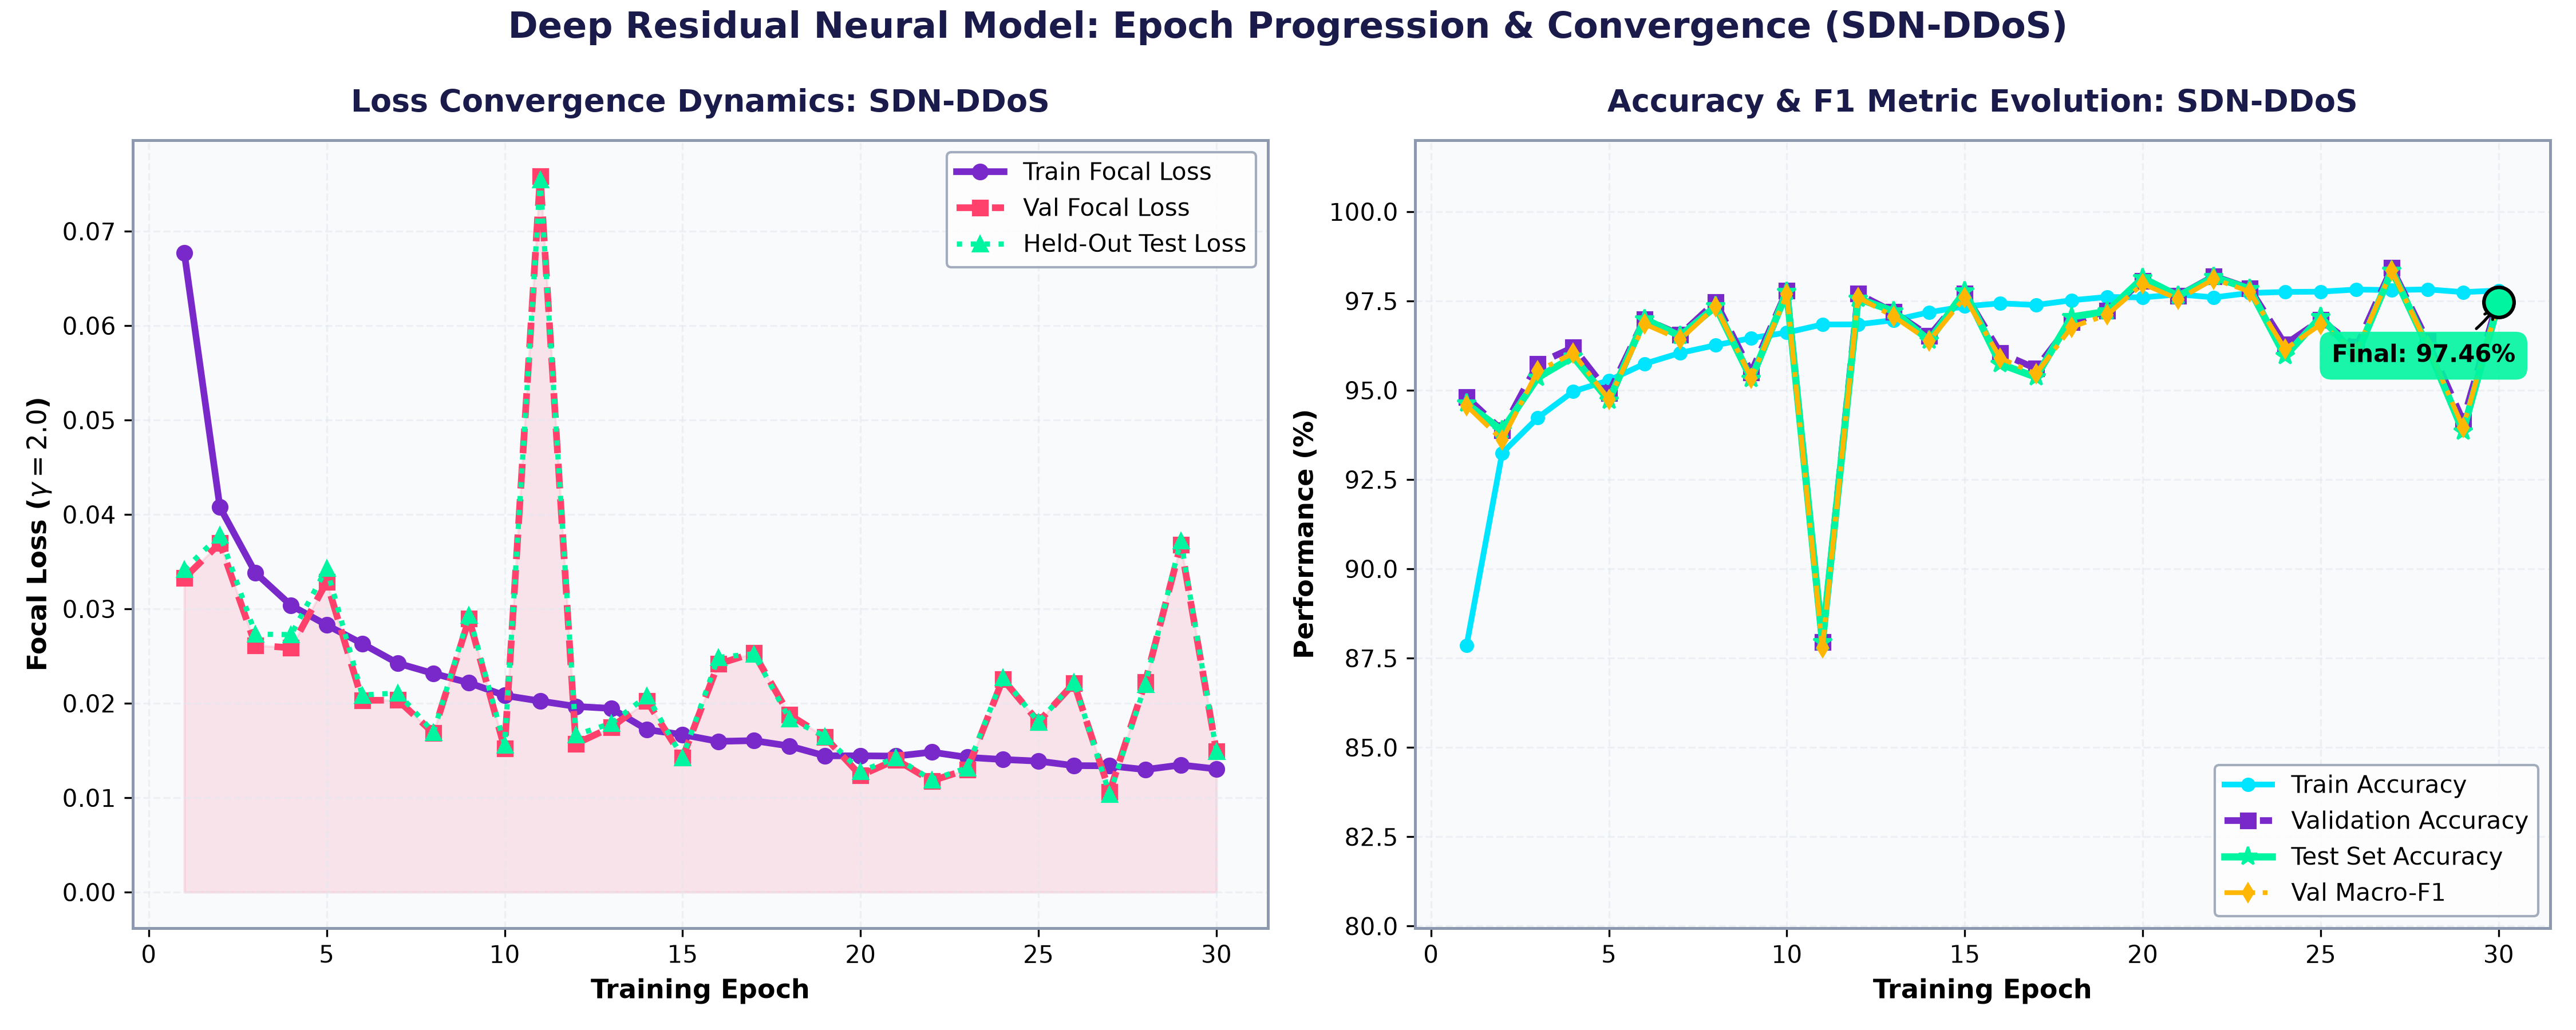 Deep Residual Neural Model: Epoch Progression & Convergence (SDN-DDoS)
Loss Convergence Dynamics: SDN-DDoS
Focal Loss (γ = 2.0)
0.07
0.06
0.05
0.04
0.03
0.02
0.01
0.00
0 5 10 15 20 25 30
Training Epoch
Train Focal Loss
Val Focal Loss
Held-Out Test Loss
Accuracy & F1 Metric Evolution: SDN-DDoS
Performance (%)
100.0
97.5
95.0
92.5
90.0
87.5
85.0
82.5
80.0
0 5 10 15 20 25 30
Training Epoch
Final: 97.46%
Train Accuracy
Validation Accuracy
Test Set Accuracy
Val Macro-F1